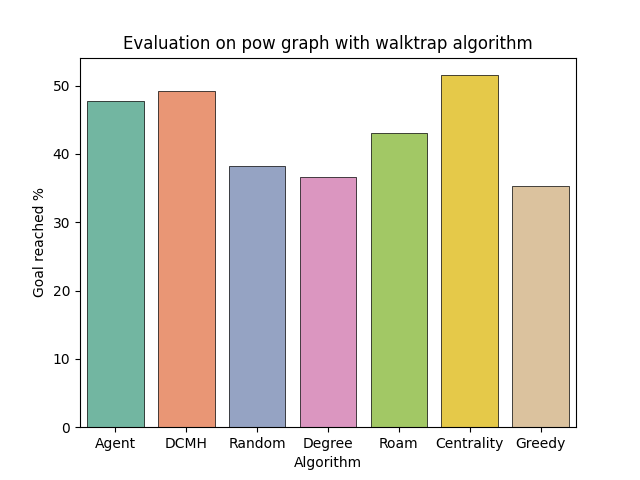 Evaluation on pow graph with walktrap algorithm
50
40
30
20
10
0
Goal reached %
Agent DCMH Random Degree Roam Centrality Greedy
Algorithm